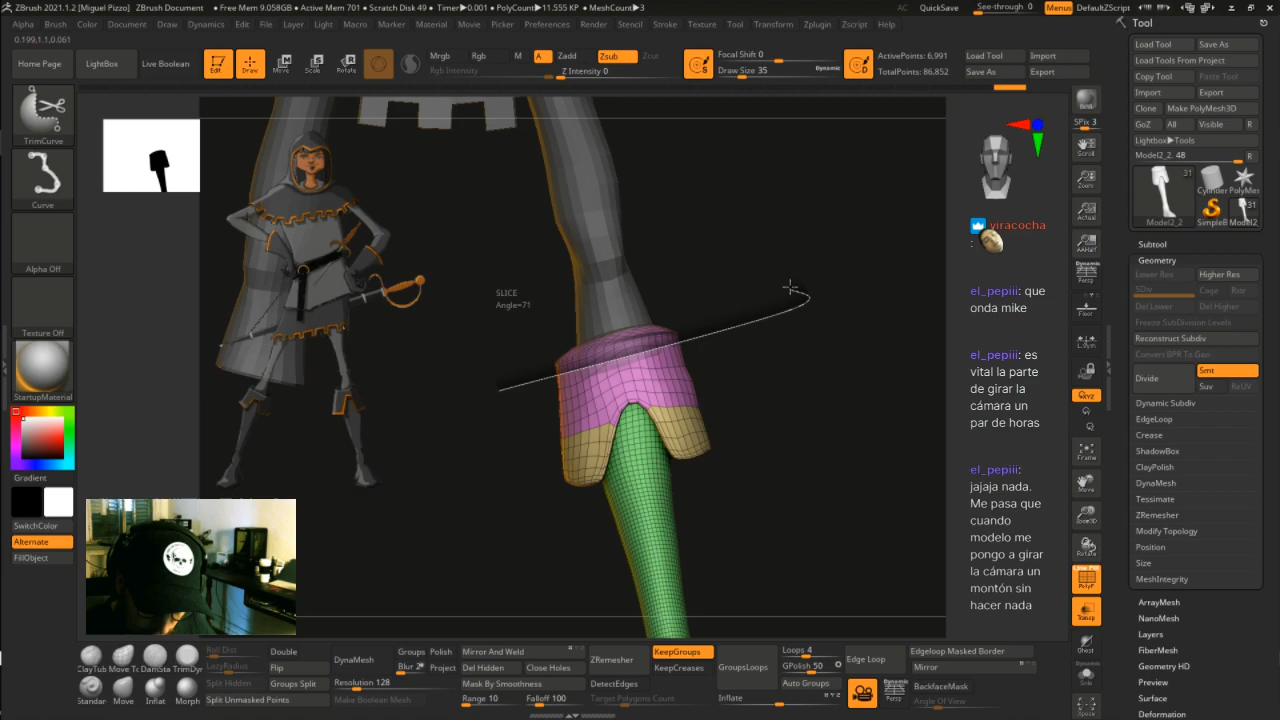 ZBrush 2021.1.2 [Miguel Pizzo] ZBrush Document • Free Mem 9.058GB • Active Mem 701 • Scratch Disk 49 • Timer▶0.001 • PolyCount▶11.555 KP • MeshCount▶3
AC QuickSave See-through 0 Menus DefaultZScript
Alpha Brush Color Document Draw Dynamics Edit File Layer Light Macro Marker Material Movie Picker Preferences Render Stencil Stroke Texture Tool Transform Zplugin Zscript Help
0.199,1.1,0.061
Home Page
LightBox
Live Boolean
Edit
Draw
Move
Scale
Rotate
Mrgb
Rgb
M
Rgb Intensity
A
Zadd
Zsub
Zcut
Z Intensity 0
Focal Shift 0
Draw Size 35
Dynamic
ActivePoints: 6,991
TotalPoints: 86,852
Load Tool
Import
Save As
Export
TrimCurve
Curve
Alpha Off
Texture Off
StartupMaterial
Gradient
SwitchColor
Alternate
FillObject
SLICE
Angle=71
viracocha
:
el_pepiii: que
onda mike
el_pepiii: es
vital la parte
de girar la
cámara un
par de horas
el_pepiii:
jajaja nada.
Me pasa que
cuando
modelo me
pongo a girar
la cámara un
montón sin
hacer nada
SPix 3
Scroll
Zoom
Actual
AAHalf
Dynamic
Persp
Floor
L.Sym
Frame
Move
Zoom3D
Rotate
PolyF
Transp
Ghost
Solo
Xpose
Tool
Load Tool
Save As
Load Tools From Project
Copy Tool
Paste Tool
Import
Export
Clone
Make PolyMesh3D
GoZ
All
Visible
R
Lightbox▶Tools
Model2_2. 48
R
31
Model2_2
Cylinder
PolyMes
SimpleB
31
Model2
Subtool
Geometry
Lower Res
Higher Res
SDiv
Cage
Rstr
Del Lower
Del Higher
Freeze SubDivision Levels
Reconstruct Subdiv
Convert BPR To Geo
Divide
Smt
Suv
ReUV
Dynamic Subdiv
EdgeLoop
Crease
ShadowBox
ClayPolish
DynaMesh
Tessimate
ZRemesher
Modify Topology
Position
Size
MeshIntegrity
ArrayMesh
NanoMesh
Layers
FiberMesh
Geometry HD
Preview
Surface
Deformation
ClayTub
Move To
DamSta
TrimDyr
Standar
Move
Inflat
Morph
Roll Dist
LazyRadius
Split Hidden
Split Unmasked Points
Double
Flip
Groups Split
DynaMesh
Groups
Polish
Blur 2
Project
Resolution 128
Make Boolean Mesh
Mirror And Weld
Del Hidden
Close Holes
Mask By Smoothness
Range 10
Falloff 100
ZRemesher
DetectEdges
Target Polygons Count
KeepGroups
KeepCreases
GroupsLoops
Inflate
Loops 4
GPolish 50
Auto Groups
Edge Loop
Dynamic
Persp
Edgeloop Masked Border
Mirror
BackfaceMask
Angle Of View